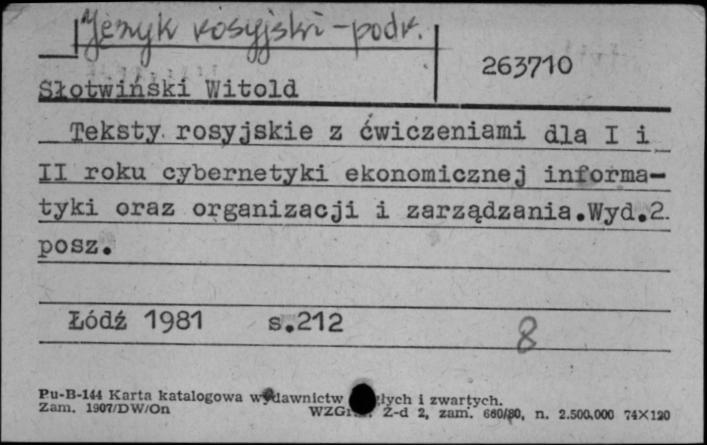 Język rosyjski - podr.
263710
Słotwiński Witold
Teksty rosyjskie z ćwiczeniami dla I i
II roku cybernetyki ekonomicznej informa-
tyki oraz organizacji i zarządzania.Wyd.2.
posz.
Łódź 1981 s.212
8
Pu-B-144 Karta katalogowa wydawnictw i zwartych.
Zam. 1907/DW/On Z-d 2, zam. 660/80, n. 2.500.000 74X120